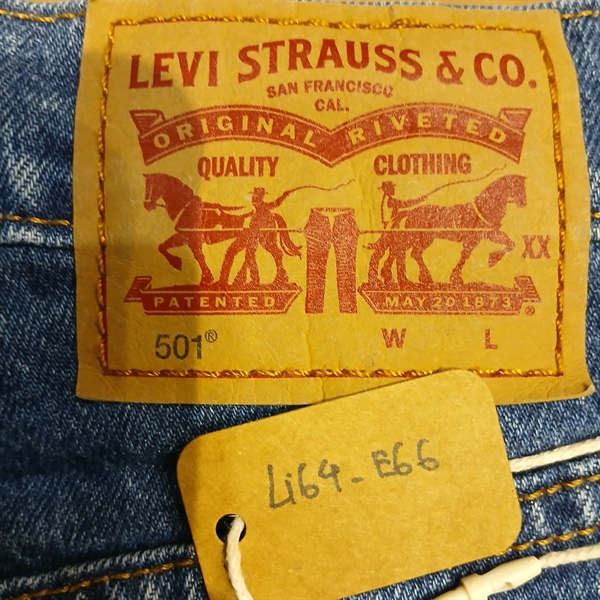 LEVI STRAUSS & CO.
SAN FRANCISCO
CAL.
ORIGINAL RIVETED
QUALITY CLOTHING
XX
PATENTED MAY 20 1873 ®
501® W L
Li64-E66